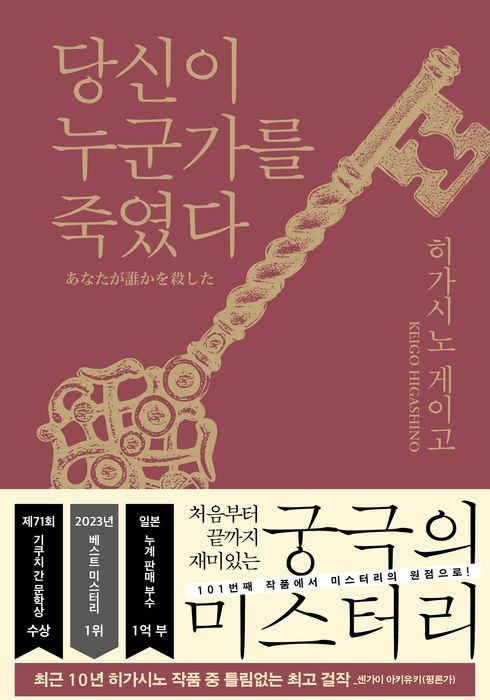 당신이
누군가를
죽였다
あなたが誰かを殺した
히가시노 게이고
KEIGO HIGASHINO
제71회
기쿠치 간 문학상
수상
2023년
베스트 미스터리
1위
일본
누계 판매 부수
1억 부
처음부터
끝까지
재미있는
궁극의
101번째 작품에서 미스터리의 원점으로!
미스터리
최근 10년 히가시노 작품 중 틀림없는 최고 걸작 _센가이 아키유키(평론가)